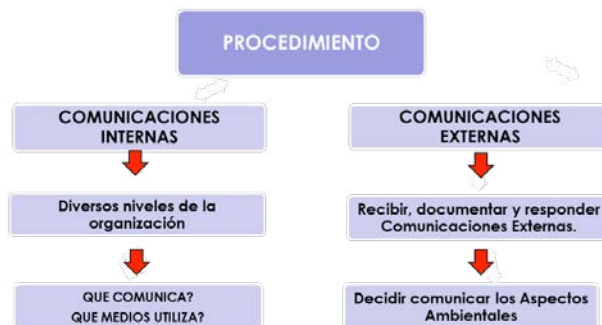 PROCEDIMIENTO
COMUNICACIONES
INTERNAS
Diversos niveles de la
organización
QUE COMUNICA?
QUE MEDIOS UTILIZA?
COMUNICACIONES
EXTERNAS
Recibir, documentar y responder
Comunicaciones Externas.
Decidir comunicar los Aspectos
Ambientales